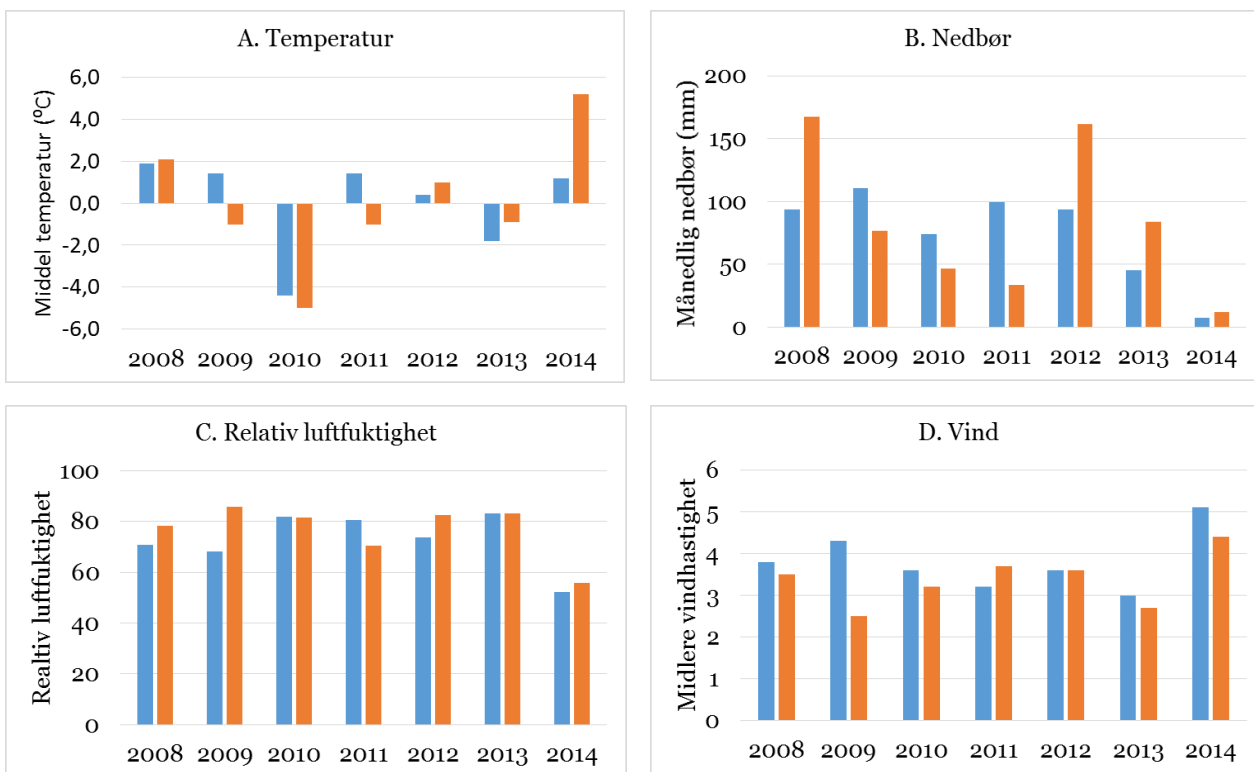 A. Temperatur
Middel temperatur (⁰C)
6,0
4,0
2,0
0,0
-2,0
-4,0
-6,0
2008 2009 2010 2011 2012 2013 2014
B. Nedbør
Månedlig nedbør (mm)
200
150
100
50
0
2008 2009 2010 2011 2012 2013 2014
C. Relativ luftfuktighet
Realtiv luftfuktighet
100
80
60
40
20
0
2008 2009 2010 2011 2012 2013 2014
D. Vind
Midlere vindhastighet
6
5
4
3
2
1
0
2008 2009 2010 2011 2012 2013 2014